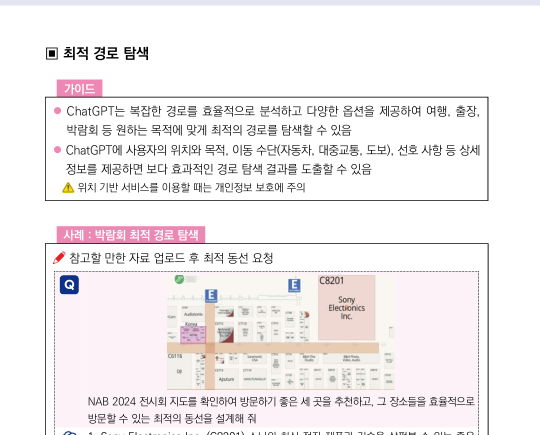 ▣ 최적 경로 탐색
가이드
● ChatGPT는 복잡한 경로를 효율적으로 분석하고 다양한 옵션을 제공하여 여행, 출장,
박람회 등 원하는 목적에 맞게 최적의 경로를 탐색할 수 있음
● ChatGPT에 사용자의 위치와 목적, 이동 수단(자동차, 대중교통, 도보), 선호 사항 등 상세
정보를 제공하면 보다 효과적인 경로 탐색 결과를 도출할 수 있음
위치 기반 서비스를 이용할 때는 개인정보 보호에 주의
사례 : 박람회 최적 경로 탐색
참고할 만한 자료 업로드 후 최적 동선 요청
Q
E
E
C8201
Sony
Electronics
Inc.
Audiotonix
Korea
C6116
DJI
Aputure
NAB 2024 전시회 지도를 확인하여 방문하기 좋은 세 곳을 추천하고, 그 장소들을 효율적으로
방문할 수 있는 최적의 동선을 설계해 줘
1. Sony Electronics Inc. (C8201)